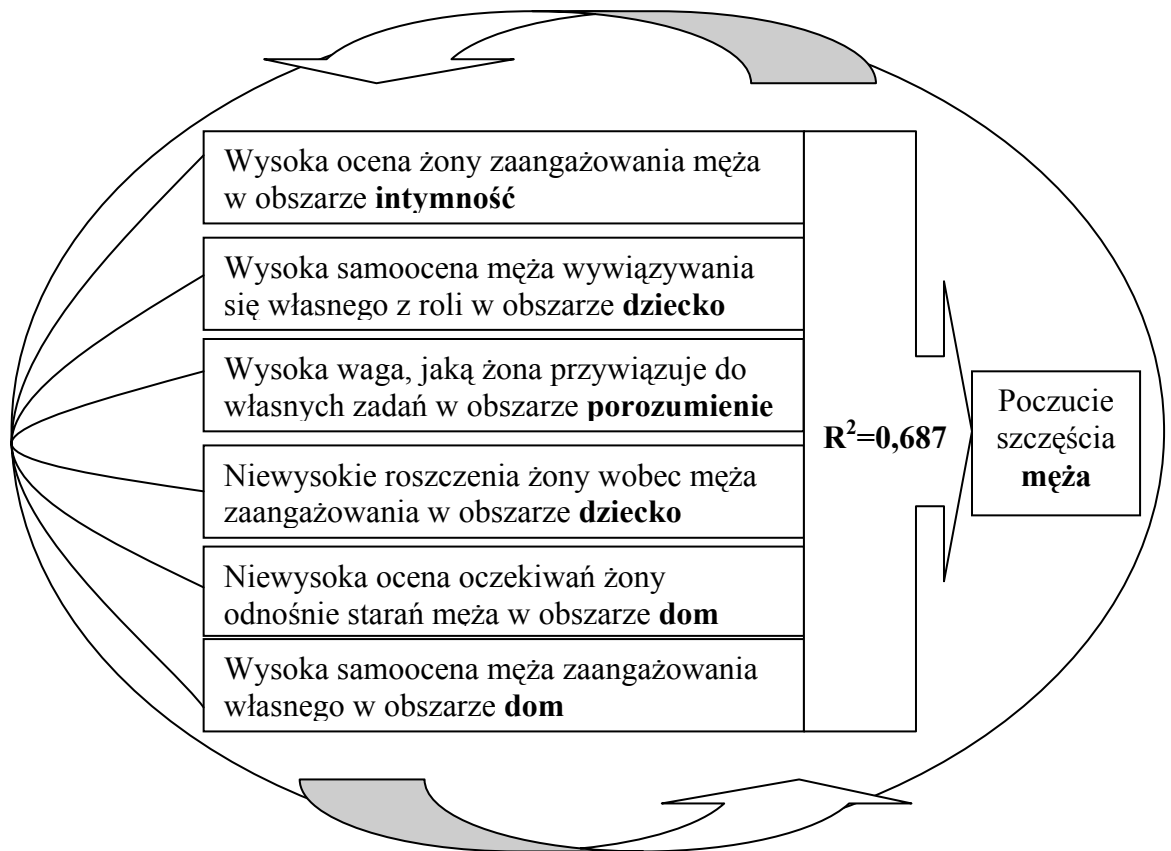 Wysoka ocena żony zaangażowania męża
w obszarze intymność
Wysoka samoocena męża wywiązywania
się własnego z roli w obszarze dziecko
Wysoka waga, jaką żona przywiązuje do
własnych zadań w obszarze porozumienie
Niewysokie roszczenia żony wobec męża
zaangażowania w obszarze dziecko
Niewysoka ocena oczekiwań żony
odnośnie starań męża w obszarze dom
Wysoka samoocena męża zaangażowania
własnego w obszarze dom
R²=0,687
Poczucie
szczęścia
męża